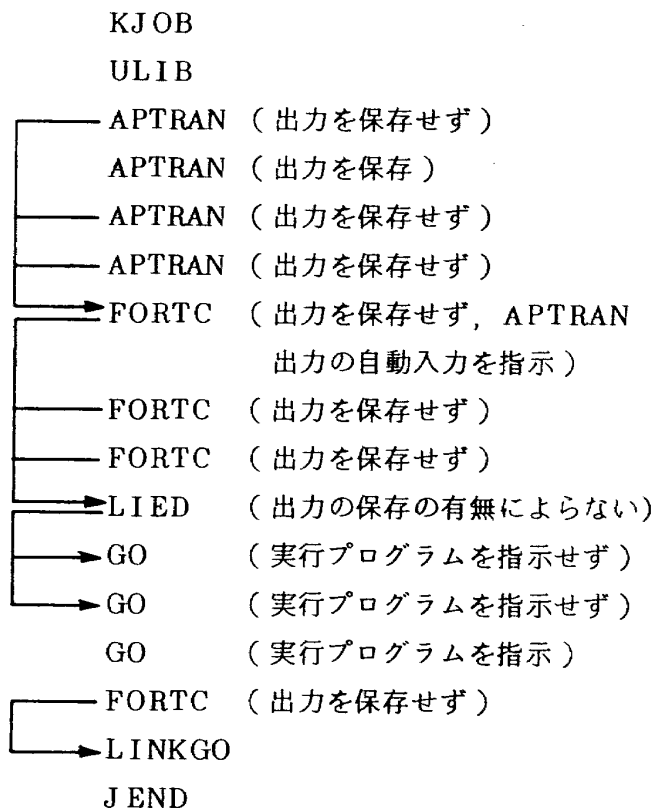 KJOB
ULIB
APTRAN (出力を保存せず)
APTRAN (出力を保存)
APTRAN (出力を保存せず)
APTRAN (出力を保存せず)
FORTC (出力を保存せず, APTRAN
出力の自動入力を指示)
FORTC (出力を保存せず)
FORTC (出力を保存せず)
LIED (出力の保存の有無によらない)
GO (実行プログラムを指示せず)
GO (実行プログラムを指示せず)
GO (実行プログラムを指示)
FORTC (出力を保存せず)
LINKGO
JEND